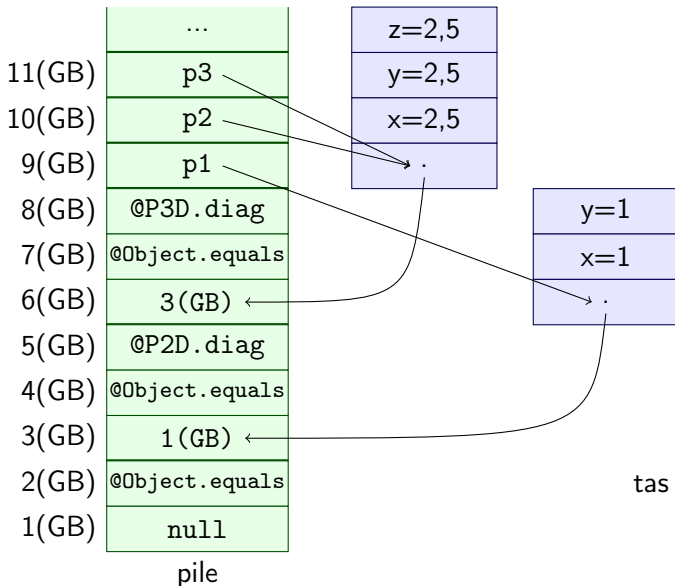 ...
11(GB) p3
10(GB) p2
9(GB) p1
8(GB) @P3D.diag
7(GB) @Object.equals
6(GB) 3(GB)
5(GB) @P2D.diag
4(GB) @Object.equals
3(GB) 1(GB)
2(GB) @Object.equals
1(GB) null
pile
z=2,5
y=2,5
x=2,5
.
y=1
x=1
.
tas